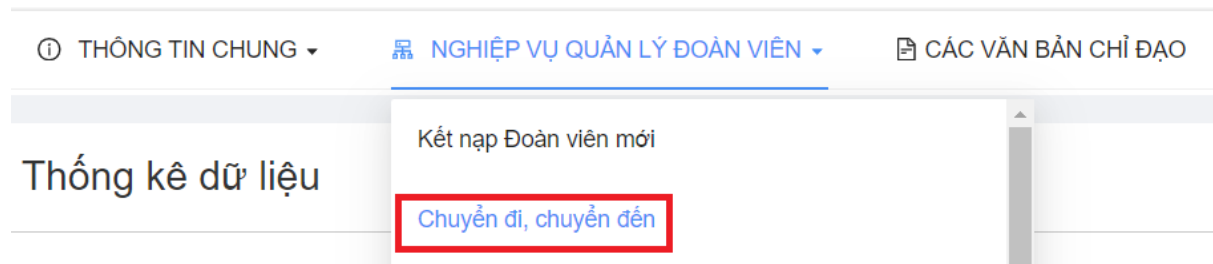 THÔNG TIN CHUNG
NGHIỆP VỤ QUẢN LÝ ĐOÀN VIÊN
CÁC VĂN BẢN CHỈ ĐẠO
Kết nạp Đoàn viên mới
Thống kê dữ liệu
Chuyển đi, chuyển đến